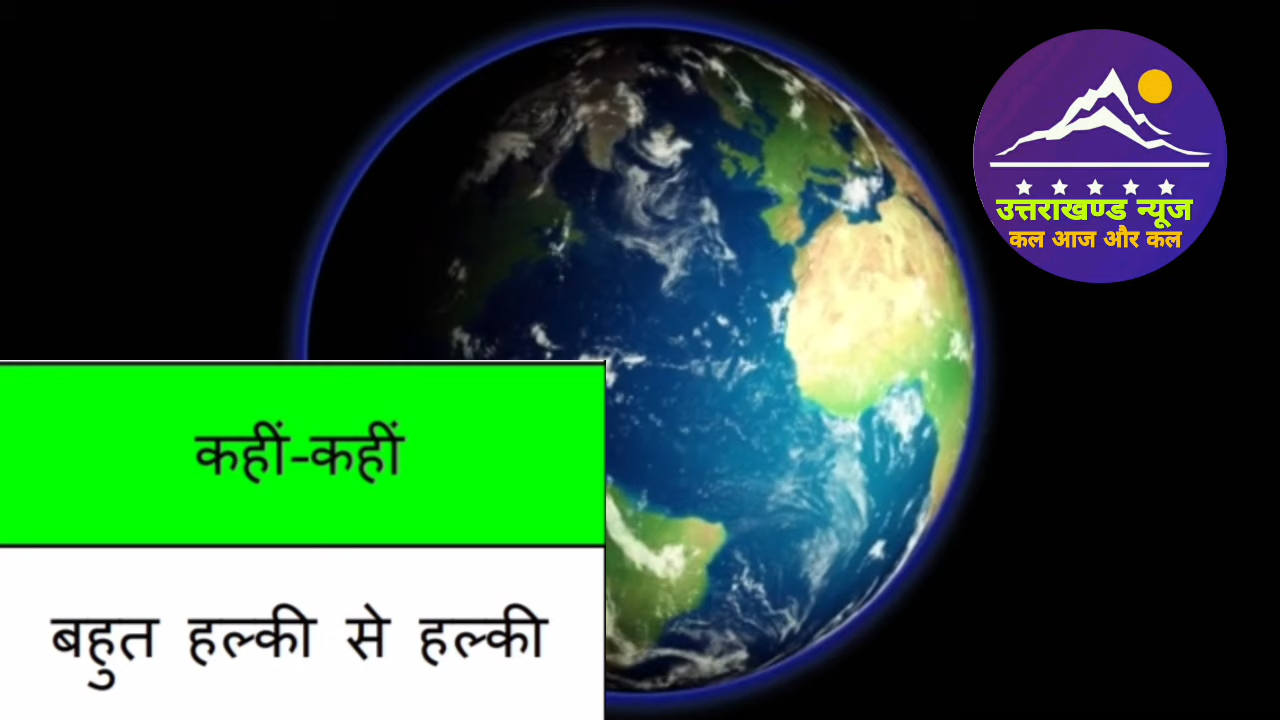 उत्तराखण्ड न्यूज
कल आज और कल
कहीं-कहीं
बहुत हल्की से हल्की